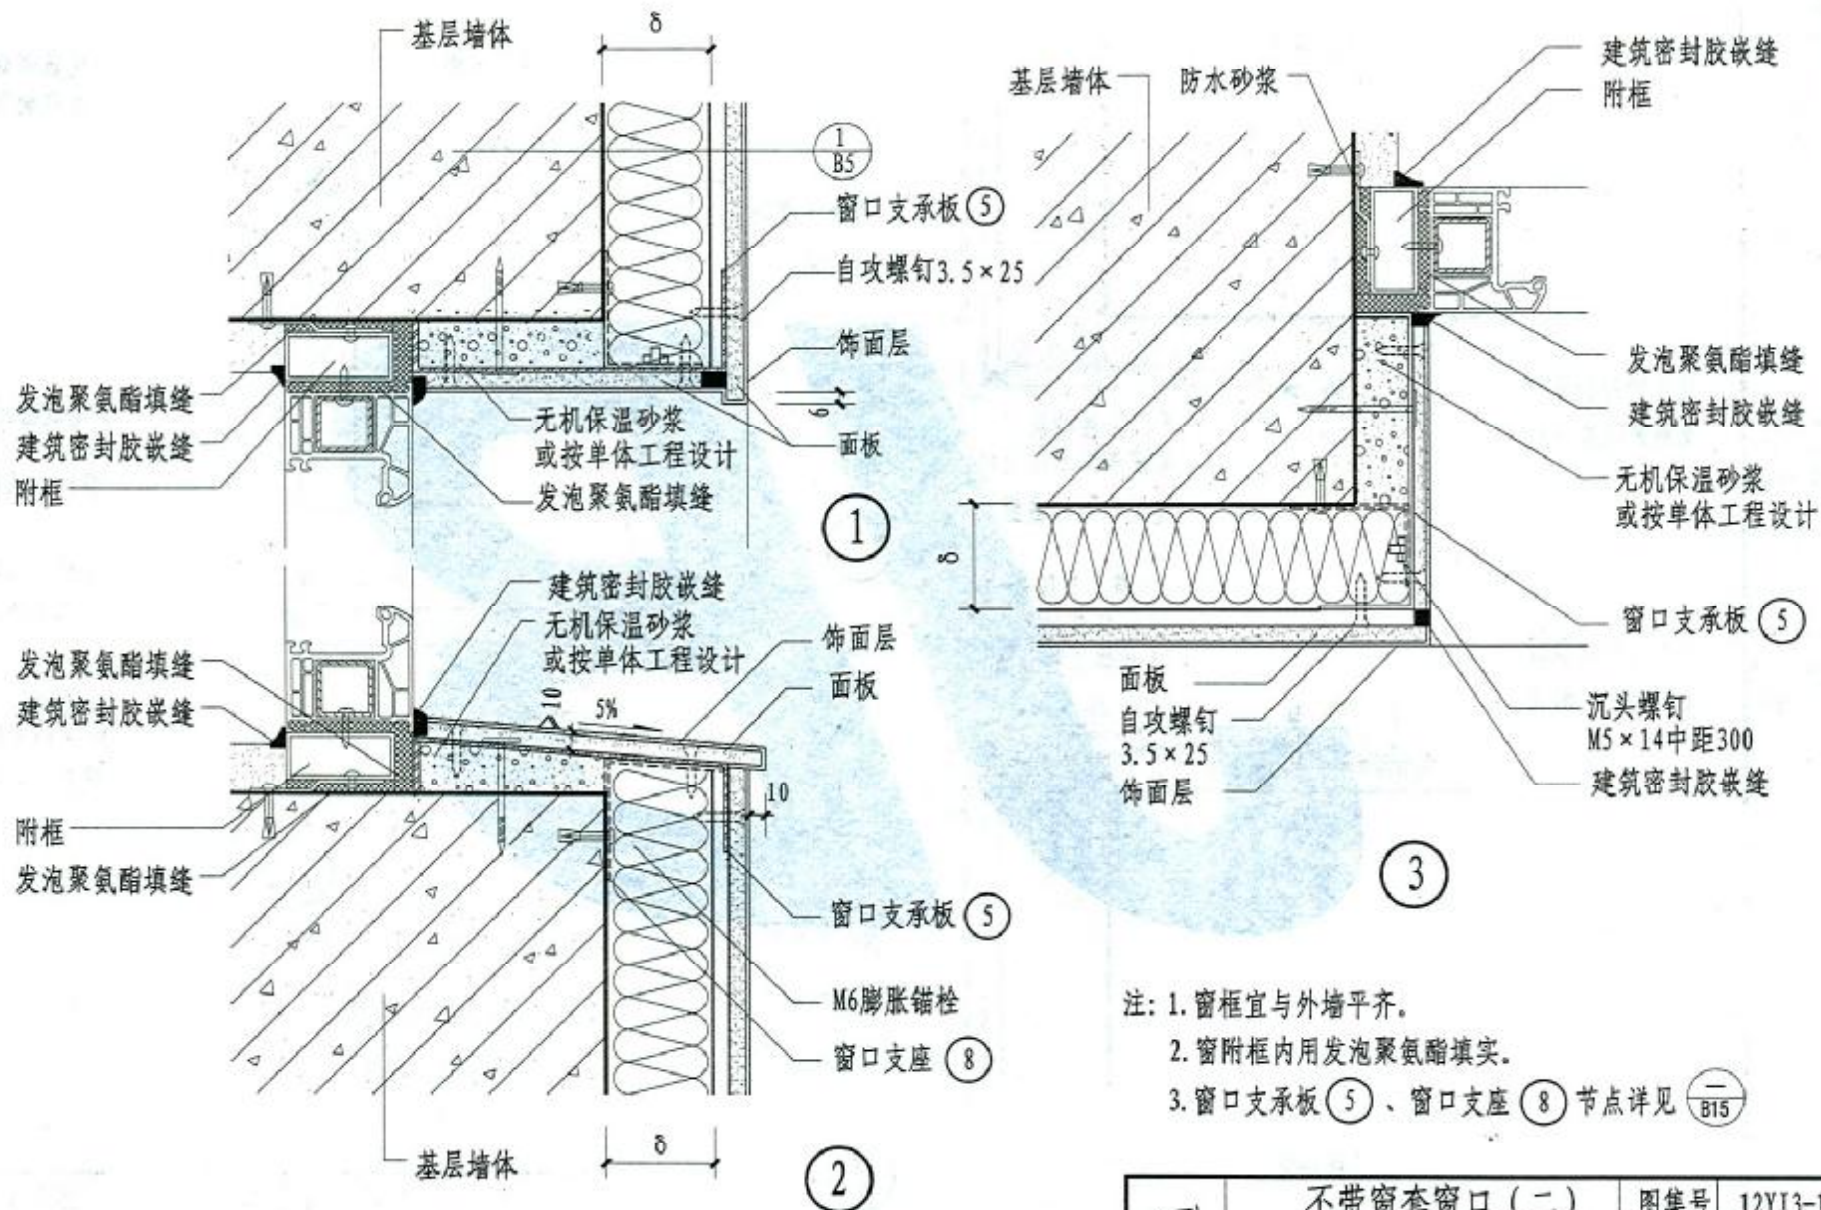 基层墙体
δ
1
B5
窗口支承板 5
自攻螺钉3.5×25
饰面层
6
面板
发泡聚氨酯填缝
建筑密封胶嵌缝
附框
无机保温砂浆
或按单体工程设计
发泡聚氨酯填缝
1
基层墙体
防水砂浆
建筑密封胶嵌缝
附框
发泡聚氨酯填缝
建筑密封胶嵌缝
无机保温砂浆
或按单体工程设计
δ
窗口支承板 5
面板
自攻螺钉
3.5×25
饰面层
沉头螺钉
M5×14中距300
建筑密封胶嵌缝
3
建筑密封胶嵌缝
无机保温砂浆
或按单体工程设计
饰面层
面板
10
5%
10
发泡聚氨酯填缝
建筑密封胶嵌缝
附框
发泡聚氨酯填缝
窗口支承板 5
M6膨胀锚栓
窗口支座 8
基层墙体
δ
2
注: 1.窗框宜与外墙平齐。
2.窗附框内用发泡聚氨酯填实。
3.窗口支承板 5 、窗口支座 8 节点详见 — B15
不带窗套窗口(二)
图集号
12YJ3-1